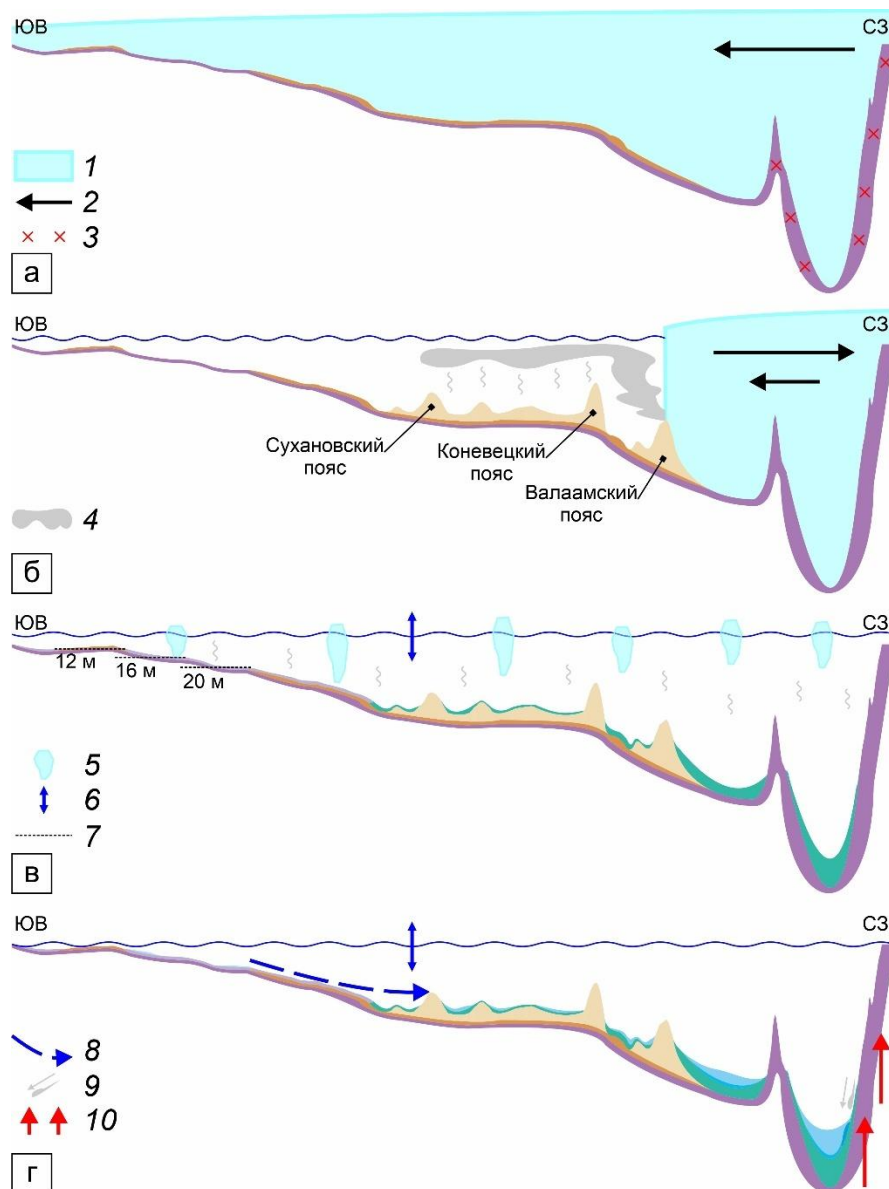 ЮВ
СЗ
1
2
3
а
ЮВ
СЗ
Сухановский
пояс
Коневецкий
пояс
Валаамский
пояс
4
б
ЮВ
СЗ
12 м
16 м
20 м
5
6
7
в
ЮВ
СЗ
8
9
10
г